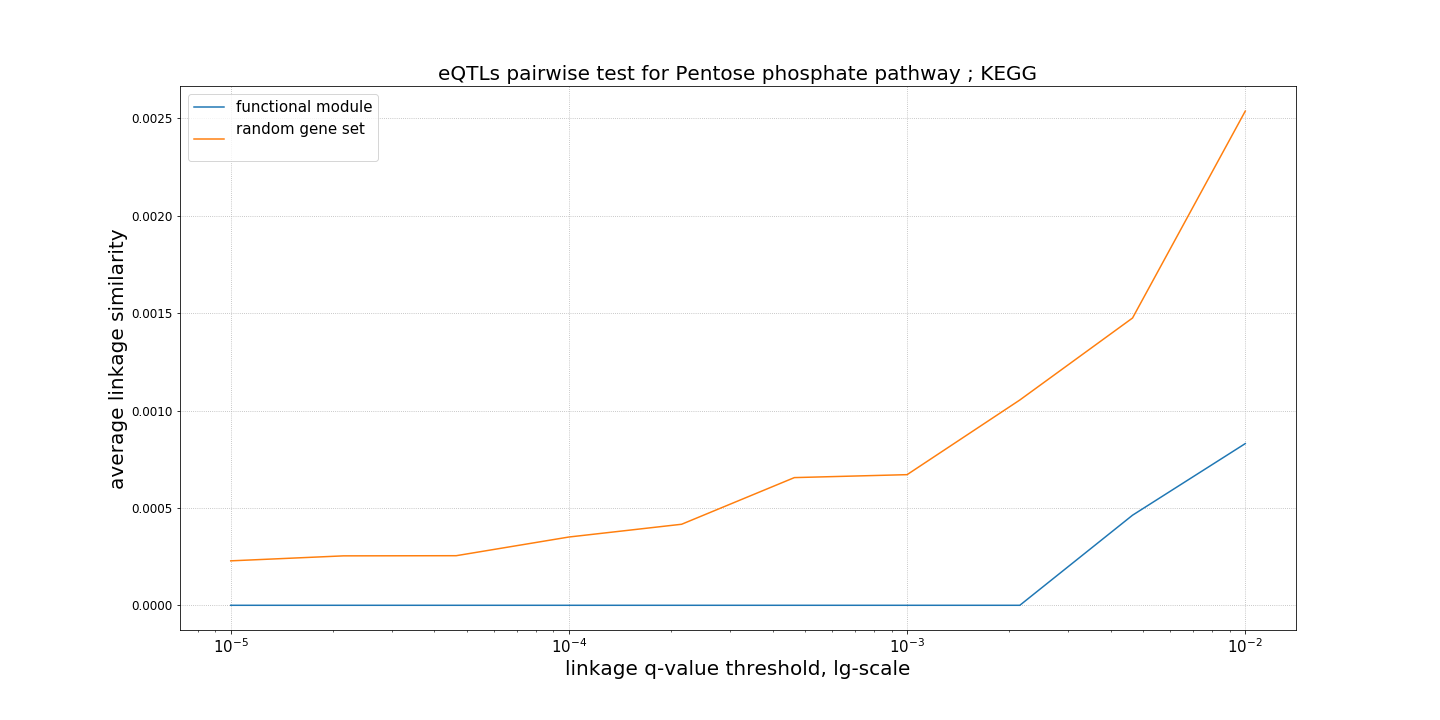 eQTLs pairwise test for Pentose phosphate pathway ; KEGG
functional module
random gene set
0.0025
0.0020
0.0015
0.0010
0.0005
0.0000
average linkage similarity
10⁻⁵ 10⁻⁴ 10⁻³ 10⁻²
linkage q-value threshold, lg-scale